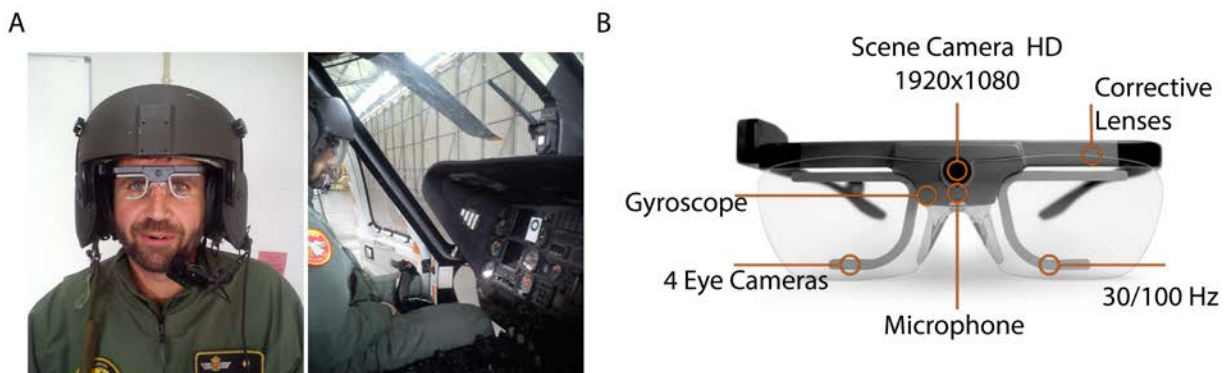 A
B
Scene Camera HD
1920x1080
Corrective
Lenses
Gyroscope
4 Eye Cameras
30/100 Hz
Microphone